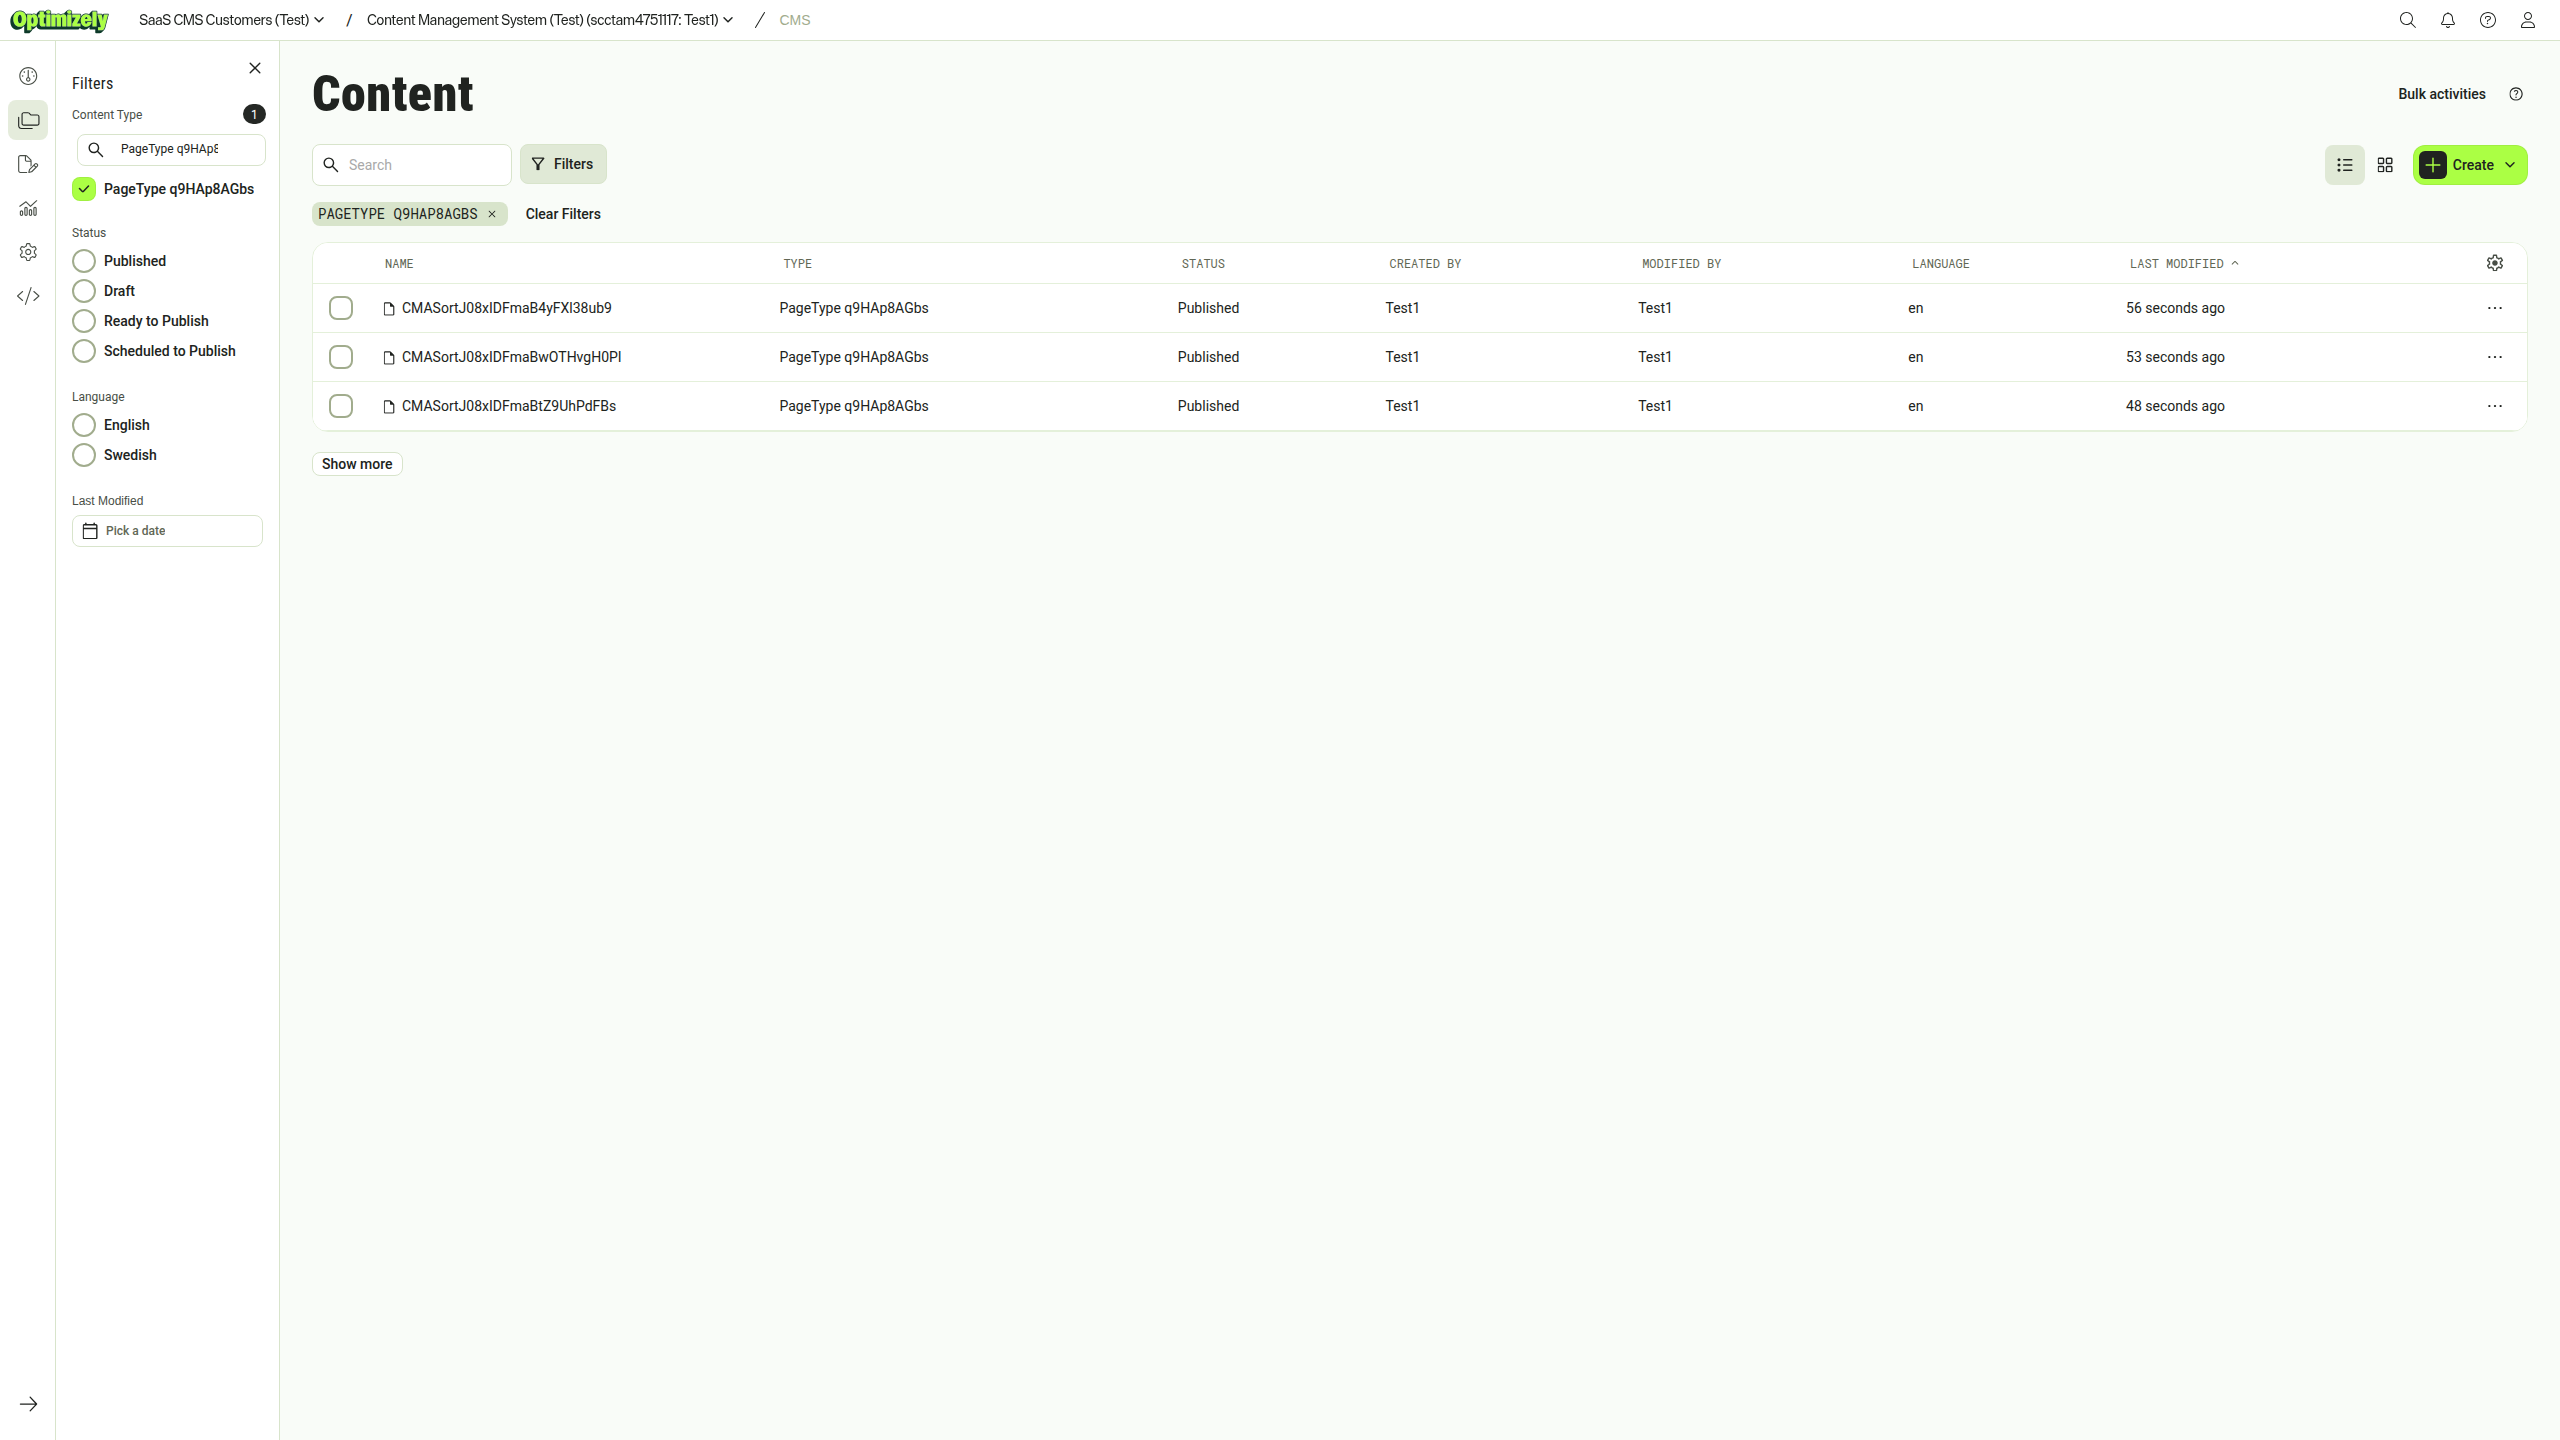 Optimizely
SaaS CMS Customers (Test) / Content Management System (Test) (scctam4751117: Test1) / CMS
Filters
Content Type 1
PageType q9HAp8
PageType q9HAp8AGbs
Status
Published
Draft
Ready to Publish
Scheduled to Publish
Language
English
Swedish
Last Modified
Pick a date
Content
Bulk activities
Search
Filters
Create
PAGETYPE Q9HAP8AGBS ×
Clear Filters
NAME TYPE STATUS CREATED BY MODIFIED BY LANGUAGE LAST MODIFIED
CMASortJ08xIDFmaB4yFXl38ub9 PageType q9HAp8AGbs Published Test1 Test1 en 56 seconds ago
CMASortJ08xIDFmaBwOTHvgH0Pl PageType q9HAp8AGbs Published Test1 Test1 en 53 seconds ago
CMASortJ08xIDFmaBtZ9UhPdFBs PageType q9HAp8AGbs Published Test1 Test1 en 48 seconds ago
Show more